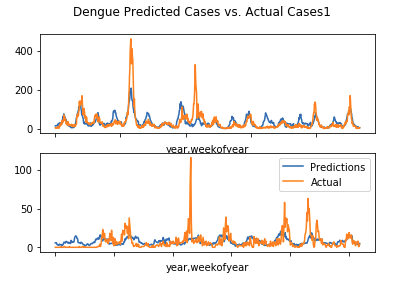 Dengue Predicted Cases vs. Actual Cases1
400
200
0
year,weekofyear
100
50
0
Predictions
Actual
year,weekofyear